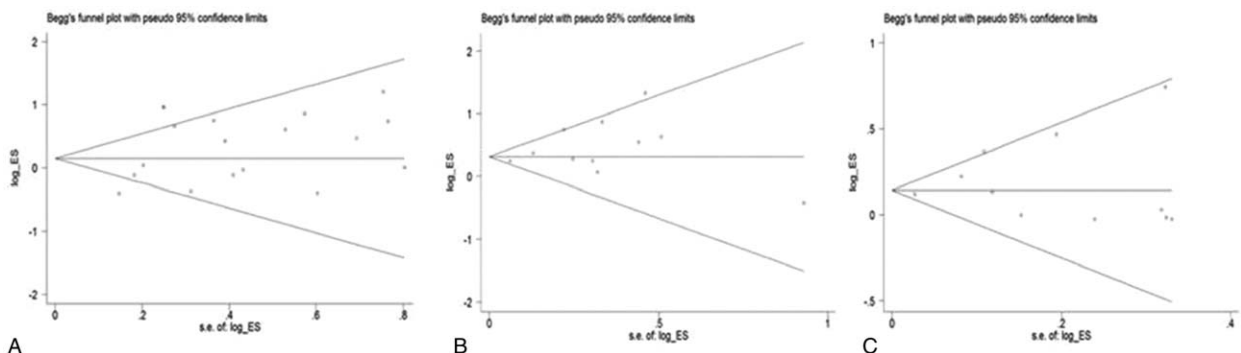 Begg's funnel plot with pseudo 95% confidence limits
2
1
0
-1
-2
log_ES
0
.2
.4
.6
.8
s.e. of: log_ES
A
Begg's funnel plot with pseudo 95% confidence limits
2
1
0
-1
-2
log_ES
0
.5
1
s.e. of: log_ES
B
Begg's funnel plot with pseudo 95% confidence limits
1
.5
0
-.5
log_ES
0
.2
.4
s.e. of: log_ES
C